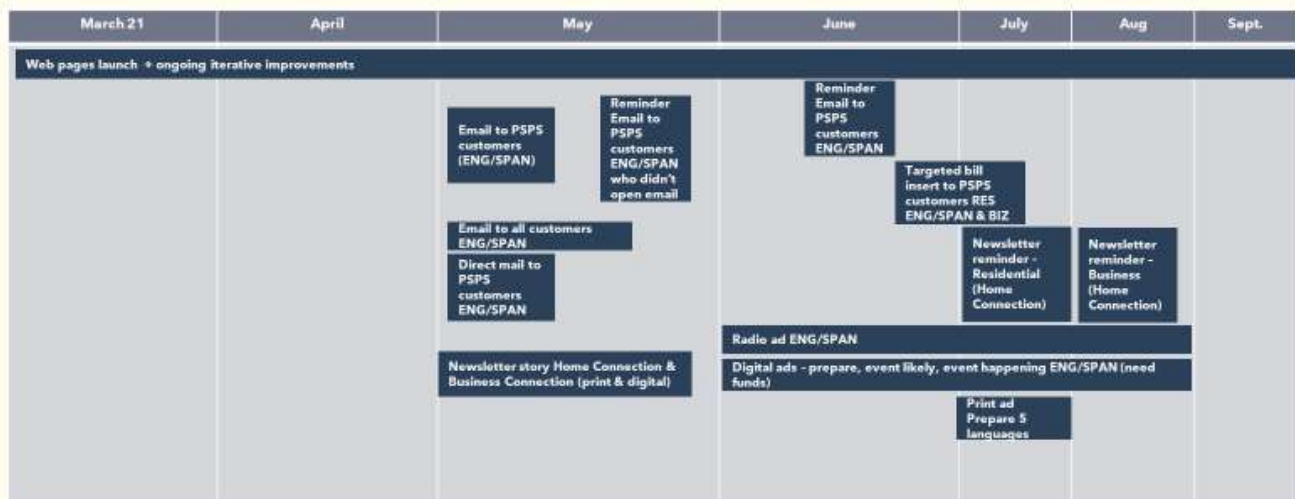 March 21
April
May
June
July
Aug
Sept.
Web pages launch + ongoing iterative improvements
Email to PSPS
customers
(ENG/SPAN)
Reminder
Email to
PSPS
customers
ENG/SPAN
who didn't
open email
Reminder
Email to
PSPS
customers
ENG/SPAN
Targeted bill
insert to PSPS
customers RES
ENG/SPAN & BIZ
Email to all customers
ENG/SPAN
Direct mail to
PSPS
customers
ENG/SPAN
Newsletter
reminder -
Residential
(Home
Connection)
Newsletter
reminder -
Business
(Home
Connection)
Radio ad ENG/SPAN
Newsletter story Home Connection &
Business Connection (print & digital)
Digital ads - prepare, event likely, event happening ENG/SPAN (need
funds)
Print ad
Prepare 5
languages